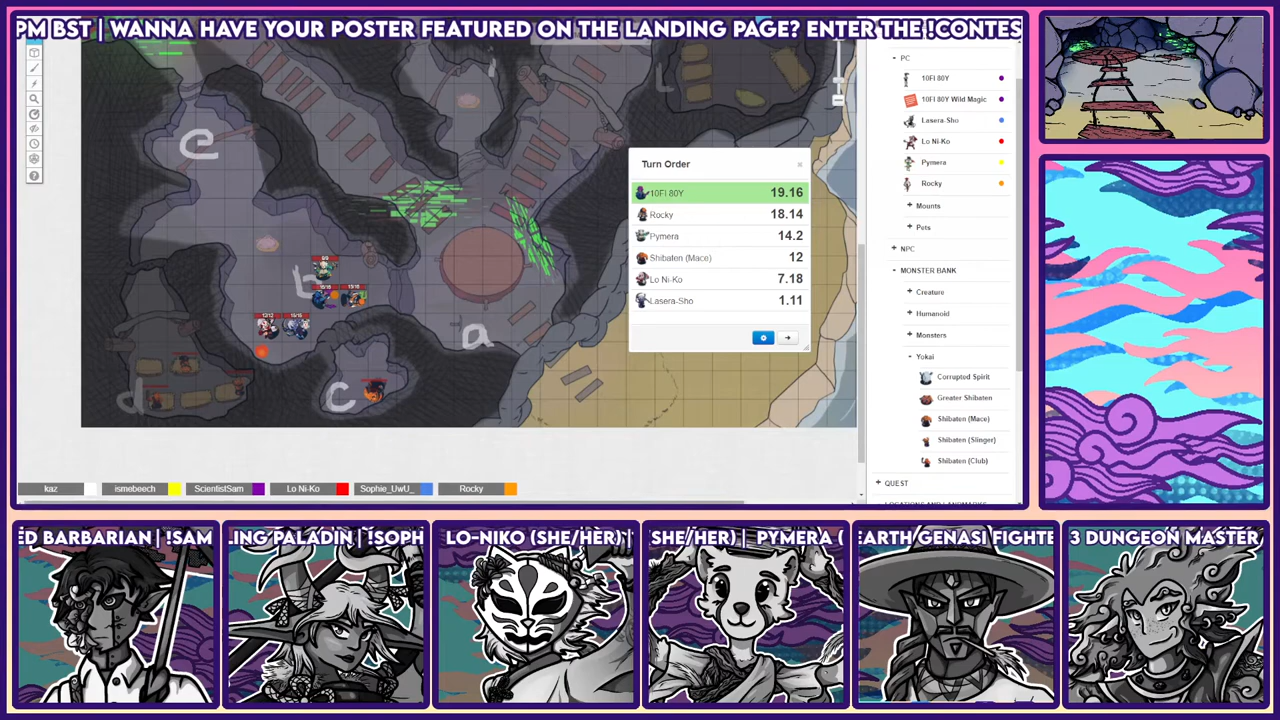 PM BST | WANNA HAVE YOUR POSTER FEATURED ON THE LANDING PAGE? ENTER THE !CONTES
PC
10FI 80Y
10FI 80Y Wild Magic
Lasera-Sho
Lo Ni-Ko
Pymera
Rocky
Mounts
Pets
NPC
MONSTER BANK
Creature
Humanoid
Monsters
Yokai
Corrupted Spirit
Greater Shibaten
Shibaten (Mace)
Shibaten (Slinger)
Shibaten (Club)
QUEST
Turn Order
10FI 80Y 19.16
Rocky 18.14
Pymera 14.2
Shibaten (Mace) 12
Lo Ni-Ko 7.18
Lasera-Sho 1.11
e
b
a
c
d
kaz
ismebeech
ScientistSam
Lo Ni-Ko
Sophie_UwU_
Rocky
ED BARBARIAN | !SAM
LING PALADIN | !SOPH
LO-NIKO (SHE/HER)
SHE/HER) | PYMERA (
EARTH GENASI FIGHTE
3 DUNGEON MASTER